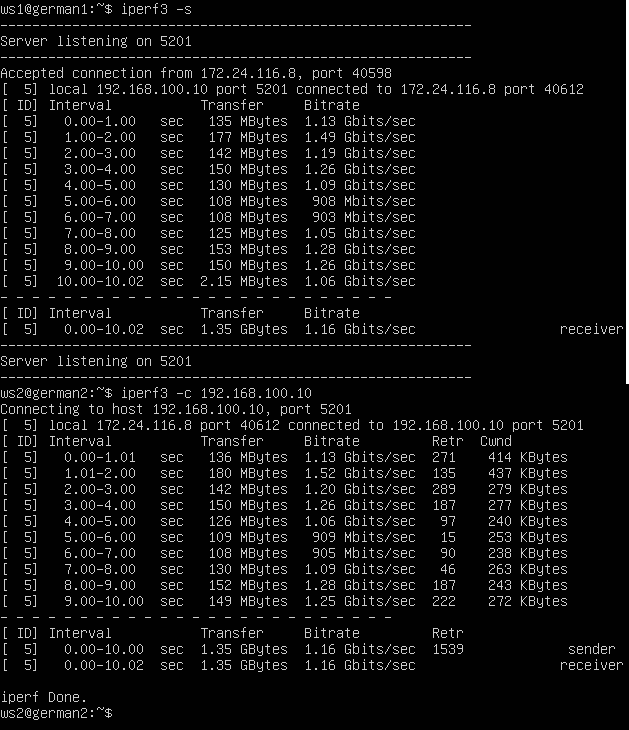 ws1@german1:~$ iperf3 -s
-----------------------------------------------------------
Server listening on 5201
-----------------------------------------------------------
Accepted connection from 172.24.116.8, port 40598
[  5] local 192.168.100.10 port 5201 connected to 172.24.116.8 port 40612
[ ID] Interval           Transfer     Bitrate
[  5]   0.00-1.00   sec   135 MBytes  1.13 Gbits/sec
[  5]   1.00-2.00   sec   177 MBytes  1.49 Gbits/sec
[  5]   2.00-3.00   sec   142 MBytes  1.19 Gbits/sec
[  5]   3.00-4.00   sec   150 MBytes  1.26 Gbits/sec
[  5]   4.00-5.00   sec   130 MBytes  1.09 Gbits/sec
[  5]   5.00-6.00   sec   108 MBytes   908 Mbits/sec
[  5]   6.00-7.00   sec   108 MBytes   903 Mbits/sec
[  5]   7.00-8.00   sec   125 MBytes  1.05 Gbits/sec
[  5]   8.00-9.00   sec   153 MBytes  1.28 Gbits/sec
[  5]   9.00-10.00  sec   150 MBytes  1.26 Gbits/sec
[  5]  10.00-10.02  sec  2.15 MBytes  1.06 Gbits/sec
- - - - - - - - - - - - - - - - - - - - - - - - -
[ ID] Interval           Transfer     Bitrate
[  5]   0.00-10.02  sec  1.35 GBytes  1.16 Gbits/sec                  receiver
-----------------------------------------------------------
Server listening on 5201
-----------------------------------------------------------
ws2@german2:~$ iperf3 -c 192.168.100.10
Connecting to host 192.168.100.10, port 5201
[  5] local 172.24.116.8 port 40612 connected to 192.168.100.10 port 5201
[ ID] Interval           Transfer     Bitrate         Retr  Cwnd
[  5]   0.00-1.01   sec   136 MBytes  1.13 Gbits/sec  271    414 KBytes
[  5]   1.01-2.00   sec   180 MBytes  1.52 Gbits/sec  135    437 KBytes
[  5]   2.00-3.00   sec   142 MBytes  1.20 Gbits/sec  289    279 KBytes
[  5]   3.00-4.00   sec   150 MBytes  1.26 Gbits/sec  187    277 KBytes
[  5]   4.00-5.00   sec   126 MBytes  1.06 Gbits/sec   97    240 KBytes
[  5]   5.00-6.00   sec   109 MBytes   909 Mbits/sec   15    253 KBytes
[  5]   6.00-7.00   sec   108 MBytes   905 Mbits/sec   90    238 KBytes
[  5]   7.00-8.00   sec   130 MBytes  1.09 Gbits/sec   46    263 KBytes
[  5]   8.00-9.00   sec   152 MBytes  1.28 Gbits/sec  187    243 KBytes
[  5]   9.00-10.00  sec   149 MBytes  1.25 Gbits/sec  222    272 KBytes
- - - - - - - - - - - - - - - - - - - - - - - - -
[ ID] Interval           Transfer     Bitrate         Retr
[  5]   0.00-10.00  sec  1.35 GBytes  1.16 Gbits/sec  1539             sender
[  5]   0.00-10.02  sec  1.35 GBytes  1.16 Gbits/sec                  receiver

iperf Done.
ws2@german2:~$